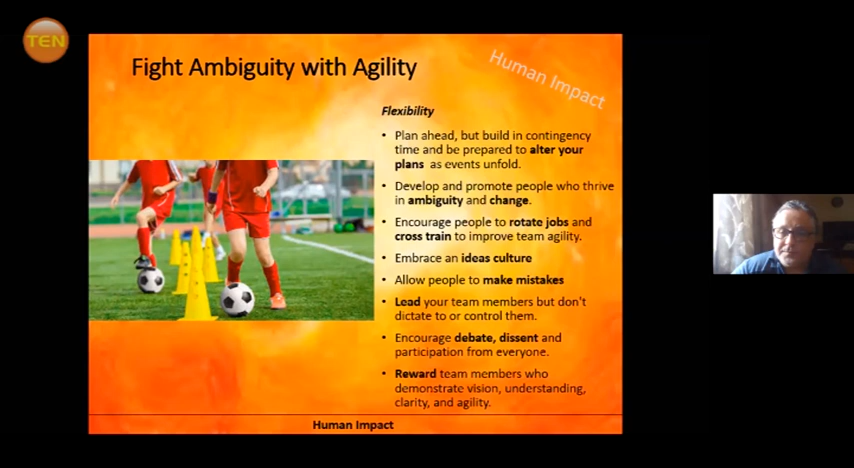 TEN
Fight Ambiguity with Agility
Human Impact
Flexibility
• Plan ahead, but build in contingency
time and be prepared to alter your
plans as events unfold.
• Develop and promote people who thrive
in ambiguity and change.
• Encourage people to rotate jobs and
cross train to improve team agility.
• Embrace an ideas culture
• Allow people to make mistakes
• Lead your team members but don't
dictate to or control them.
• Encourage debate, dissent and
participation from everyone.
• Reward team members who
demonstrate vision, understanding,
clarity, and agility.
Human Impact